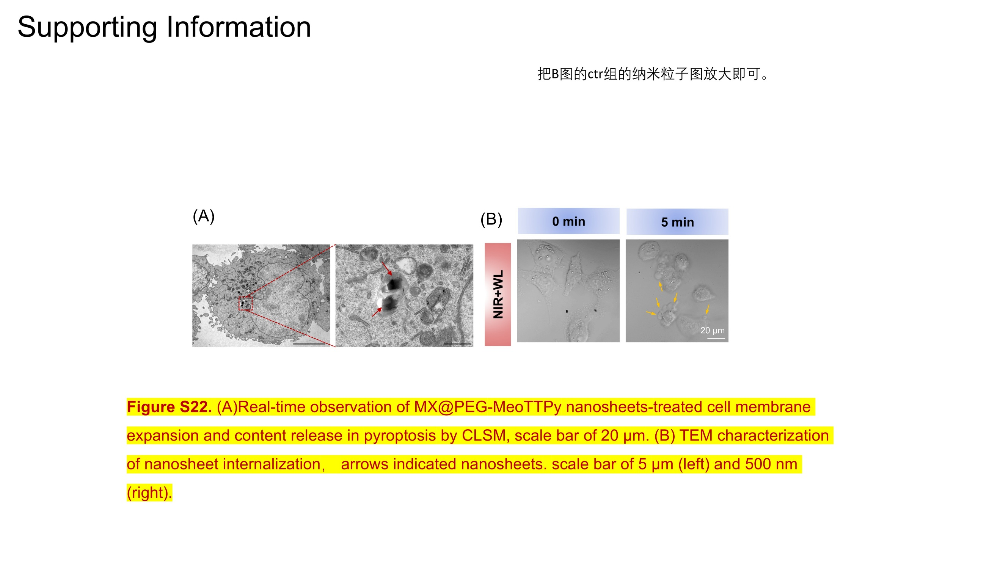 Supporting Information
把B图的ctr组的纳米粒子图放大即可。
(A)
(B)
0 min
5 min
NIR+WL
20 μm
Figure S22. (A)Real-time observation of MX@PEG-MeoTTPy nanosheets-treated cell membrane
expansion and content release in pyroptosis by CLSM, scale bar of 20 μm. (B) TEM characterization
of nanosheet internalization， arrows indicated nanosheets. scale bar of 5 μm (left) and 500 nm
(right).